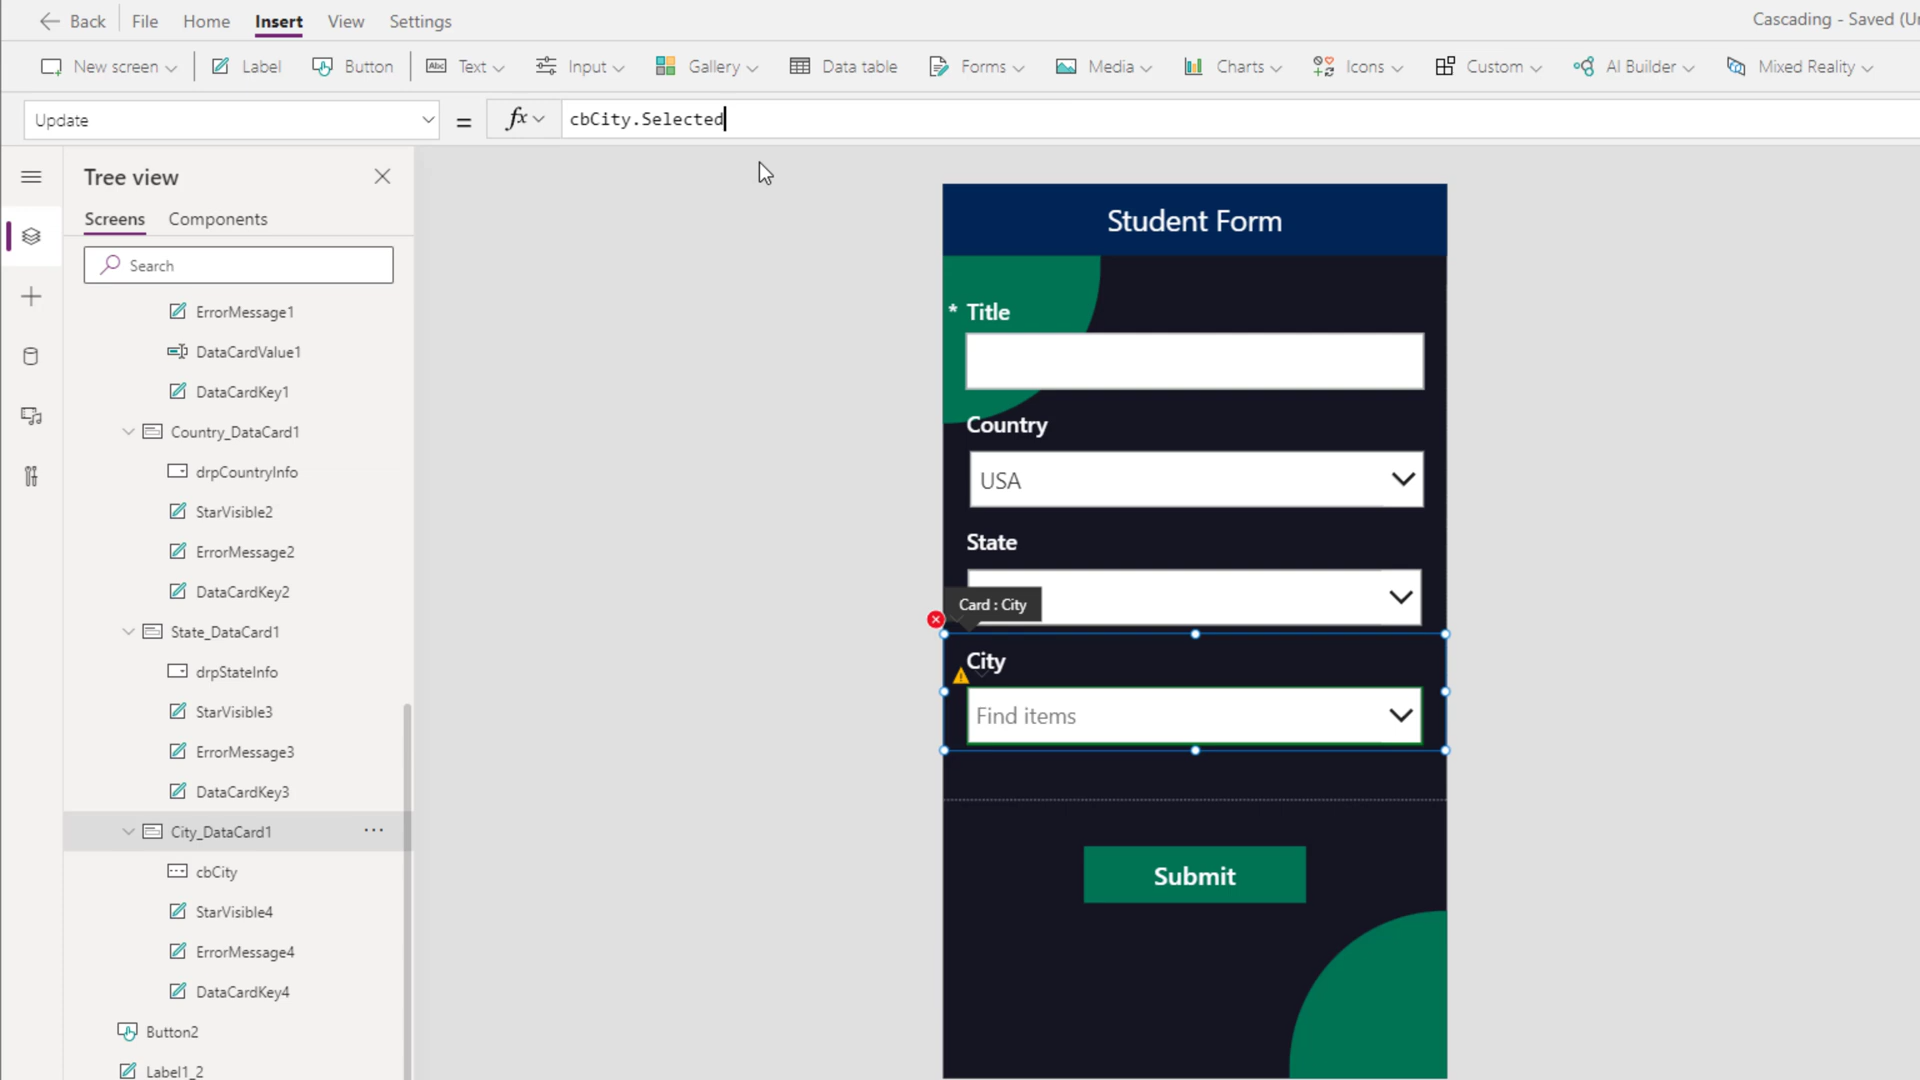 Back File Home Insert View Settings Cascading - Saved (Un
New screen Label Button Text Input Gallery Data table Forms Media Charts Icons Custom AI Builder Mixed Reality
Update = fx cbCity.Selected
Tree view
Screens Components
Search
ErrorMessage1
DataCardValue1
DataCardKey1
Country_DataCard1
drpCountryInfo
StarVisible2
ErrorMessage2
DataCardKey2
State_DataCard1
drpStateInfo
StarVisible3
ErrorMessage3
DataCardKey3
City_DataCard1 ...
cbCity
StarVisible4
ErrorMessage4
DataCardKey4
Button2
Label1_2
Student Form
* Title
Country
USA
State
Card : City
City
Find items
Submit